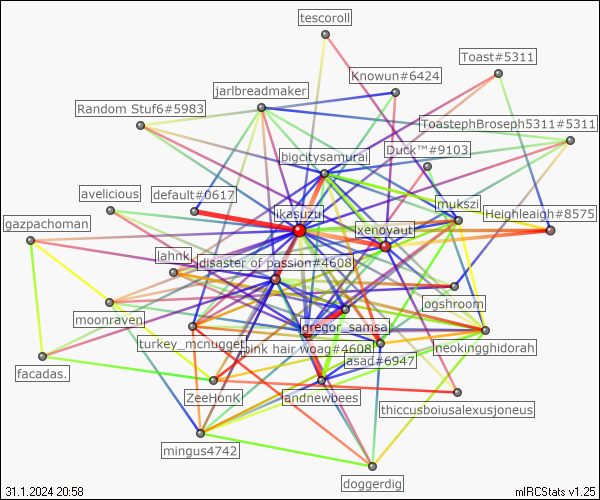 tescoroll
Toast#5311
Knowun#6424
jarlbreadmaker
Random Stuf6#5983
ToastephBroseph5311#5311
Duck™#9103
bigcitysamurai
avelicious
default#0617
mukszi
ikasuzu
Heighleaigh#8575
gazpachoman
xenoyaut
lahnk
disaster of passion#4608
ogshroom
moonraven
gregor_samsa
turkey_mcnugget
pink hair woag#4608
neokingghidorah
asad#6947
facadas.
ZeeHonK
landnewbees
thiccusboiusalexusjoneus
mingus4742
doggerdig
31.1.2024 20:58
mIRCStats v1.25